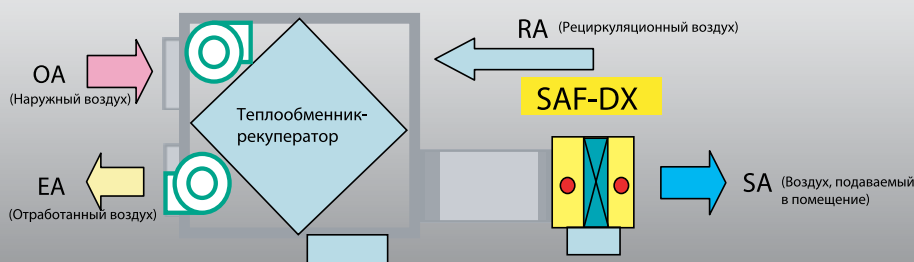 RA (Рециркуляционный воздух)
OA
(Наружный воздух)
SAF-DX
Теплообменник-
рекуператор
EA
(Отработанный воздух)
SA (Воздух, подаваемый
в помещение)